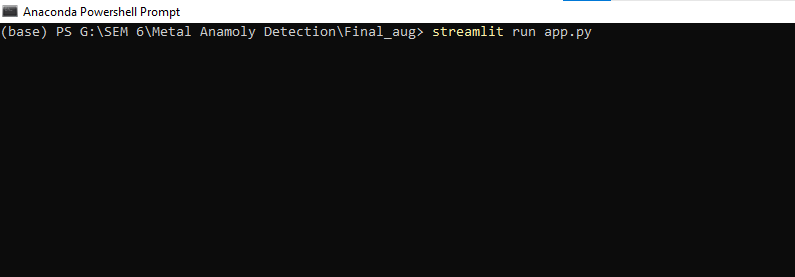 Anaconda Powershell Prompt
(base) PS G:\SEM 6\Metal Anamoly Detection\Final_aug> streamlit run app.py